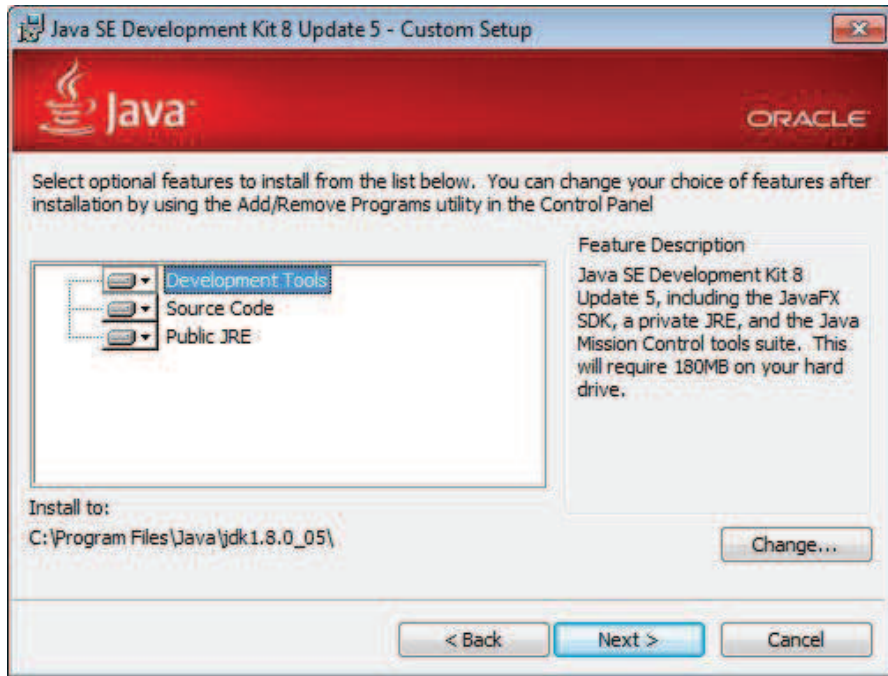 Java SE Development Kit 8 Update 5 - Custom Setup
Java
ORACLE
Select optional features to install from the list below. You can change your choice of features after
installation by using the Add/Remove Programs utility in the Control Panel
Development Tools
Source Code
Public JRE
Feature Description
Java SE Development Kit 8
Update 5, including the JavaFX
SDK, a private JRE, and the Java
Mission Control tools suite. This
will require 180MB on your hard
drive.
Install to:
C:\Program Files\Java\jdk1.8.0_05\
Change...
< Back
Next >
Cancel